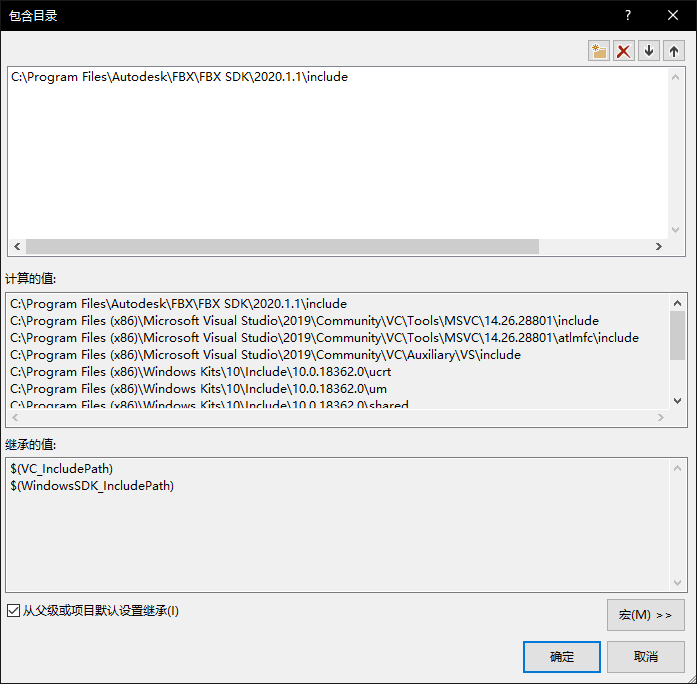 包含目录
C:\Program Files\Autodesk\FBX\FBX SDK\2020.1.1\include
计算的值:
C:\Program Files\Autodesk\FBX\FBX SDK\2020.1.1\include
C:\Program Files (x86)\Microsoft Visual Studio\2019\Community\VC\Tools\MSVC\14.26.28801\include
C:\Program Files (x86)\Microsoft Visual Studio\2019\Community\VC\Tools\MSVC\14.26.28801\atlmfc\include
C:\Program Files (x86)\Microsoft Visual Studio\2019\Community\VC\Auxiliary\VS\include
C:\Program Files (x86)\Windows Kits\10\Include\10.0.18362.0\ucrt
C:\Program Files (x86)\Windows Kits\10\Include\10.0.18362.0\um
C:\Program Files (x86)\Windows Kits\10\Include\10.0.18362.0\shared
继承的值:
$(VC_IncludePath)
$(WindowsSDK_IncludePath)
从父级或项目默认设置继承(I)
宏(M) >>
确定
取消